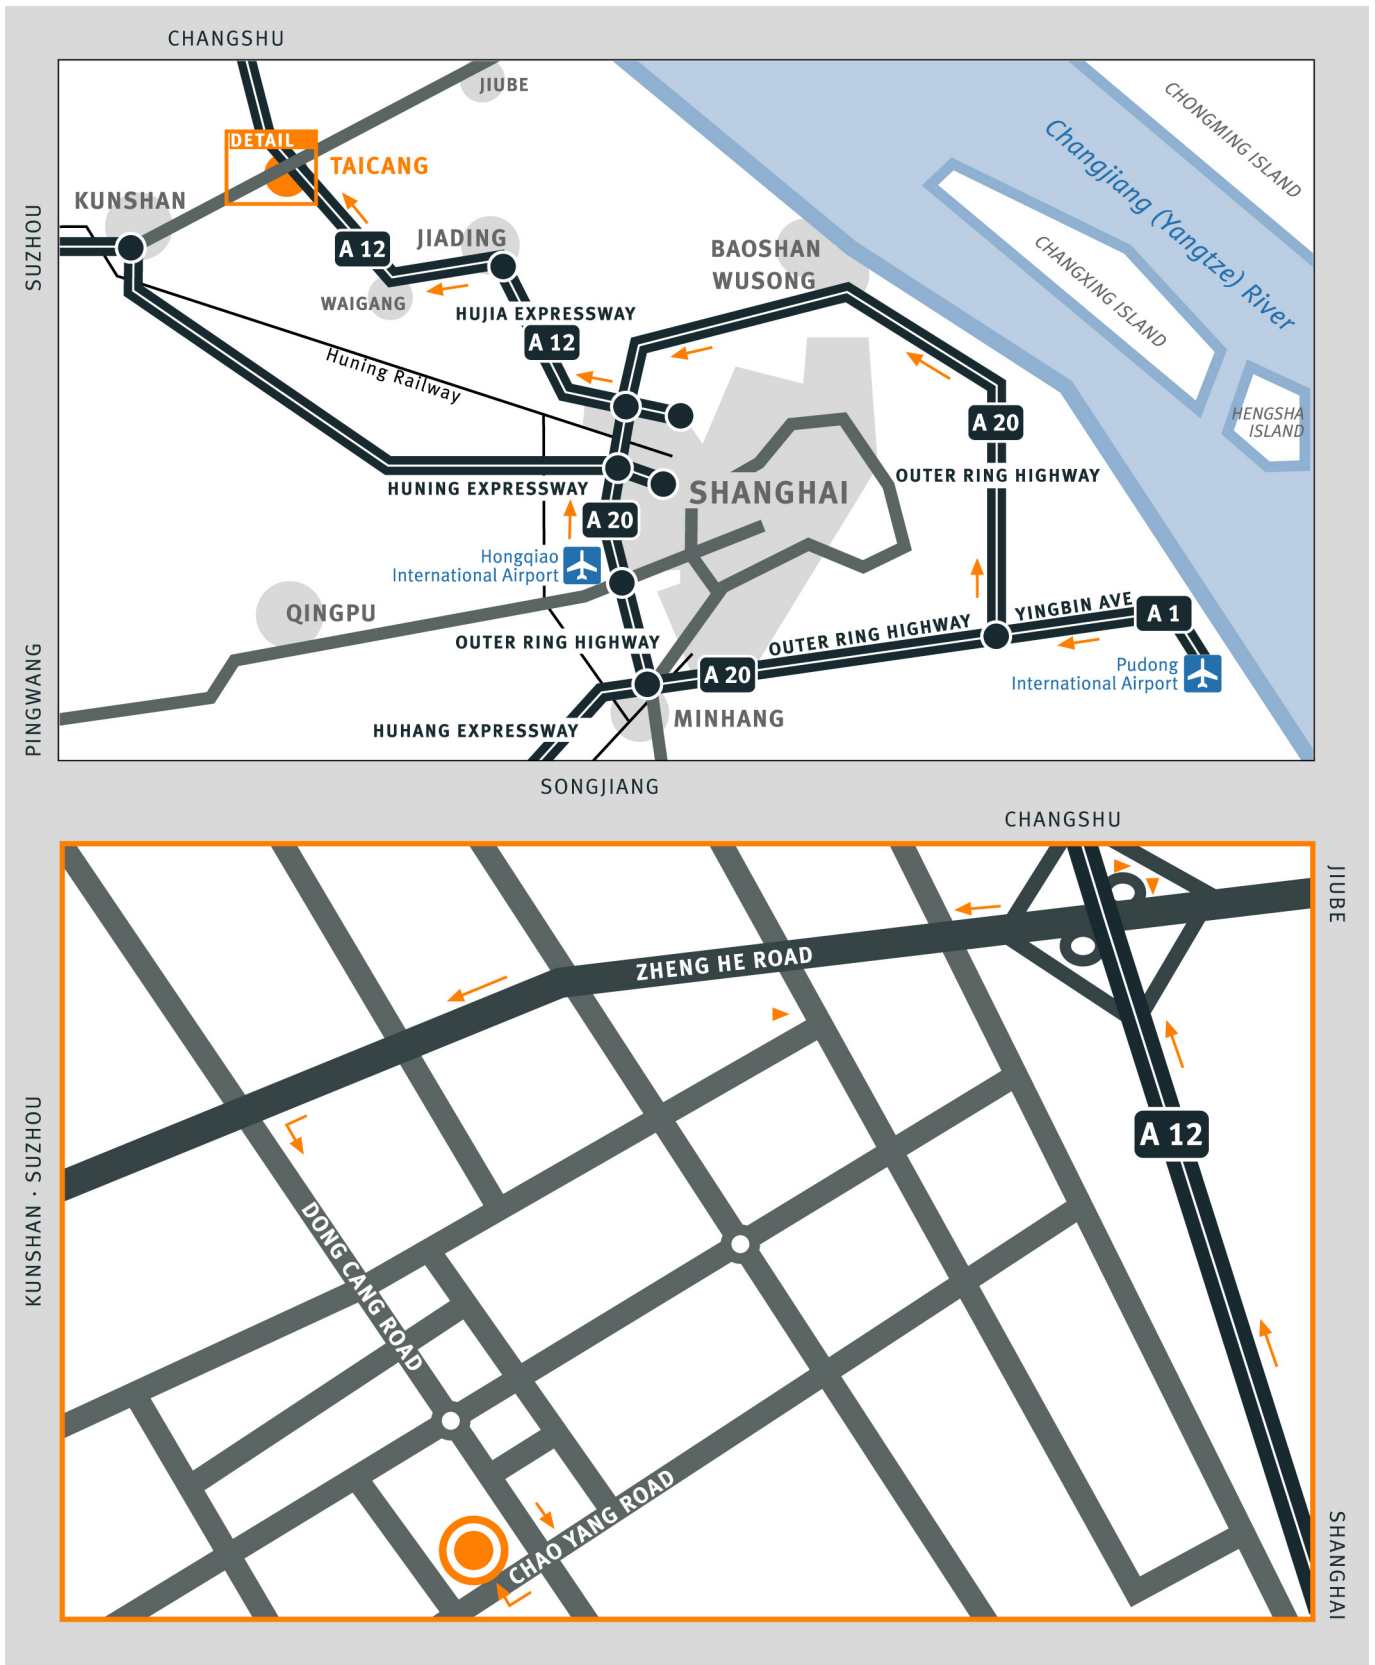 CHANGSHU
JIUBE
DETAIL
TAICANG
KUNSHAN
SUZHOU
A 12
JIADING
WAIGANG
HUJIA EXPRESSWAY
A 12
BAOSHAN
WUSONG
CHONGMING ISLAND
Changjiang (Yangtze) River
CHANGXING ISLAND
HENGSHA
ISLAND
Huning Railway
A 20
OUTER RING HIGHWAY
HUNING EXPRESSWAY
SHANGHAI
A 20
Hongqiao
International Airport
QINGPU
OUTER RING HIGHWAY
OUTER RING HIGHWAY
YINGBIN AVE
A 1
A 20
Pudong
International Airport
PINGWANG
MINHANG
HUHANG EXPRESSWAY
SONGJIANG
CHANGSHU
JIUBE
ZHENG HE ROAD
A 12
KUNSHAN · SUZHOU
DONG CANG ROAD
CHAO YANG ROAD
SHANGHAI